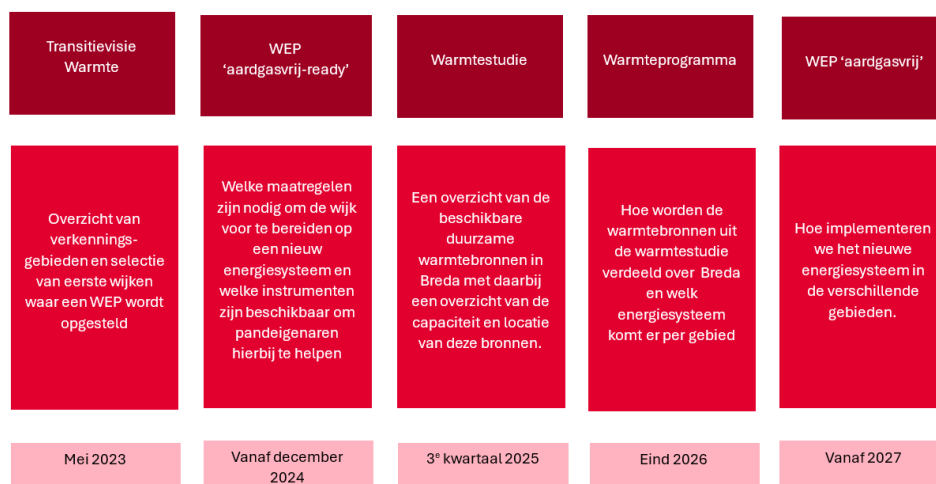 Transitievisie
Warmte
WEP
‘aardgasvrij-ready’
Warmtestudie
Warmteprogramma
WEP ‘aardgasvrij’
Overzicht van
verkennings-
gebieden en selectie
van eerste wijken
waar een WEP wordt
opgesteld
Welke maatregelen
zijn nodig om de wijk
voor te bereiden op
een nieuw
energiesysteem en
welke instrumenten
zijn beschikbaar om
pandeigenaren
hierbij te helpen
Een overzicht van de
beschikbare
duurzame
warmtebronnen in
Breda met daarbij
een overzicht van de
capaciteit en locatie
van deze bronnen.
Hoe worden de
warmtebronnen uit
de warmtestudie
verdeeld over Breda
en welk
energiesysteem
komt er per gebied
Hoe implementeren
we het nieuwe
energiesysteem in
de verschillende
gebieden.
Mei 2023
Vanaf december
2024
3e kwartaal 2025
Eind 2026
Vanaf 2027